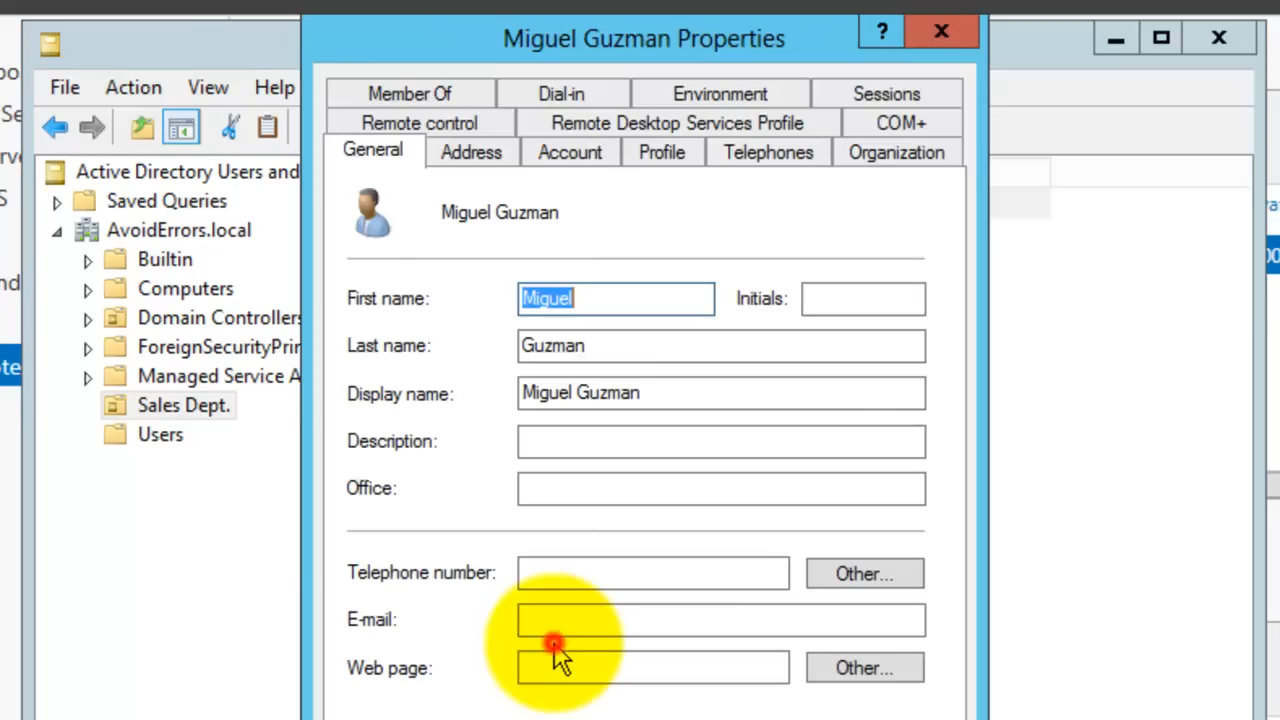 Miguel Guzman Properties
?
File Action View Help
Active Directory Users and
Saved Queries
AvoidErrors.local
Builtin
Computers
Domain Controllers
ForeignSecurityPrin
Managed Service A
Sales Dept.
Users
Member Of Dial-in Environment Sessions
Remote control Remote Desktop Services Profile COM+
General Address Account Profile Telephones Organization
Miguel Guzman
First name: Miguel Initials:
Last name: Guzman
Display name: Miguel Guzman
Description:
Office:
Telephone number: Other...
E-mail:
Web page: Other...